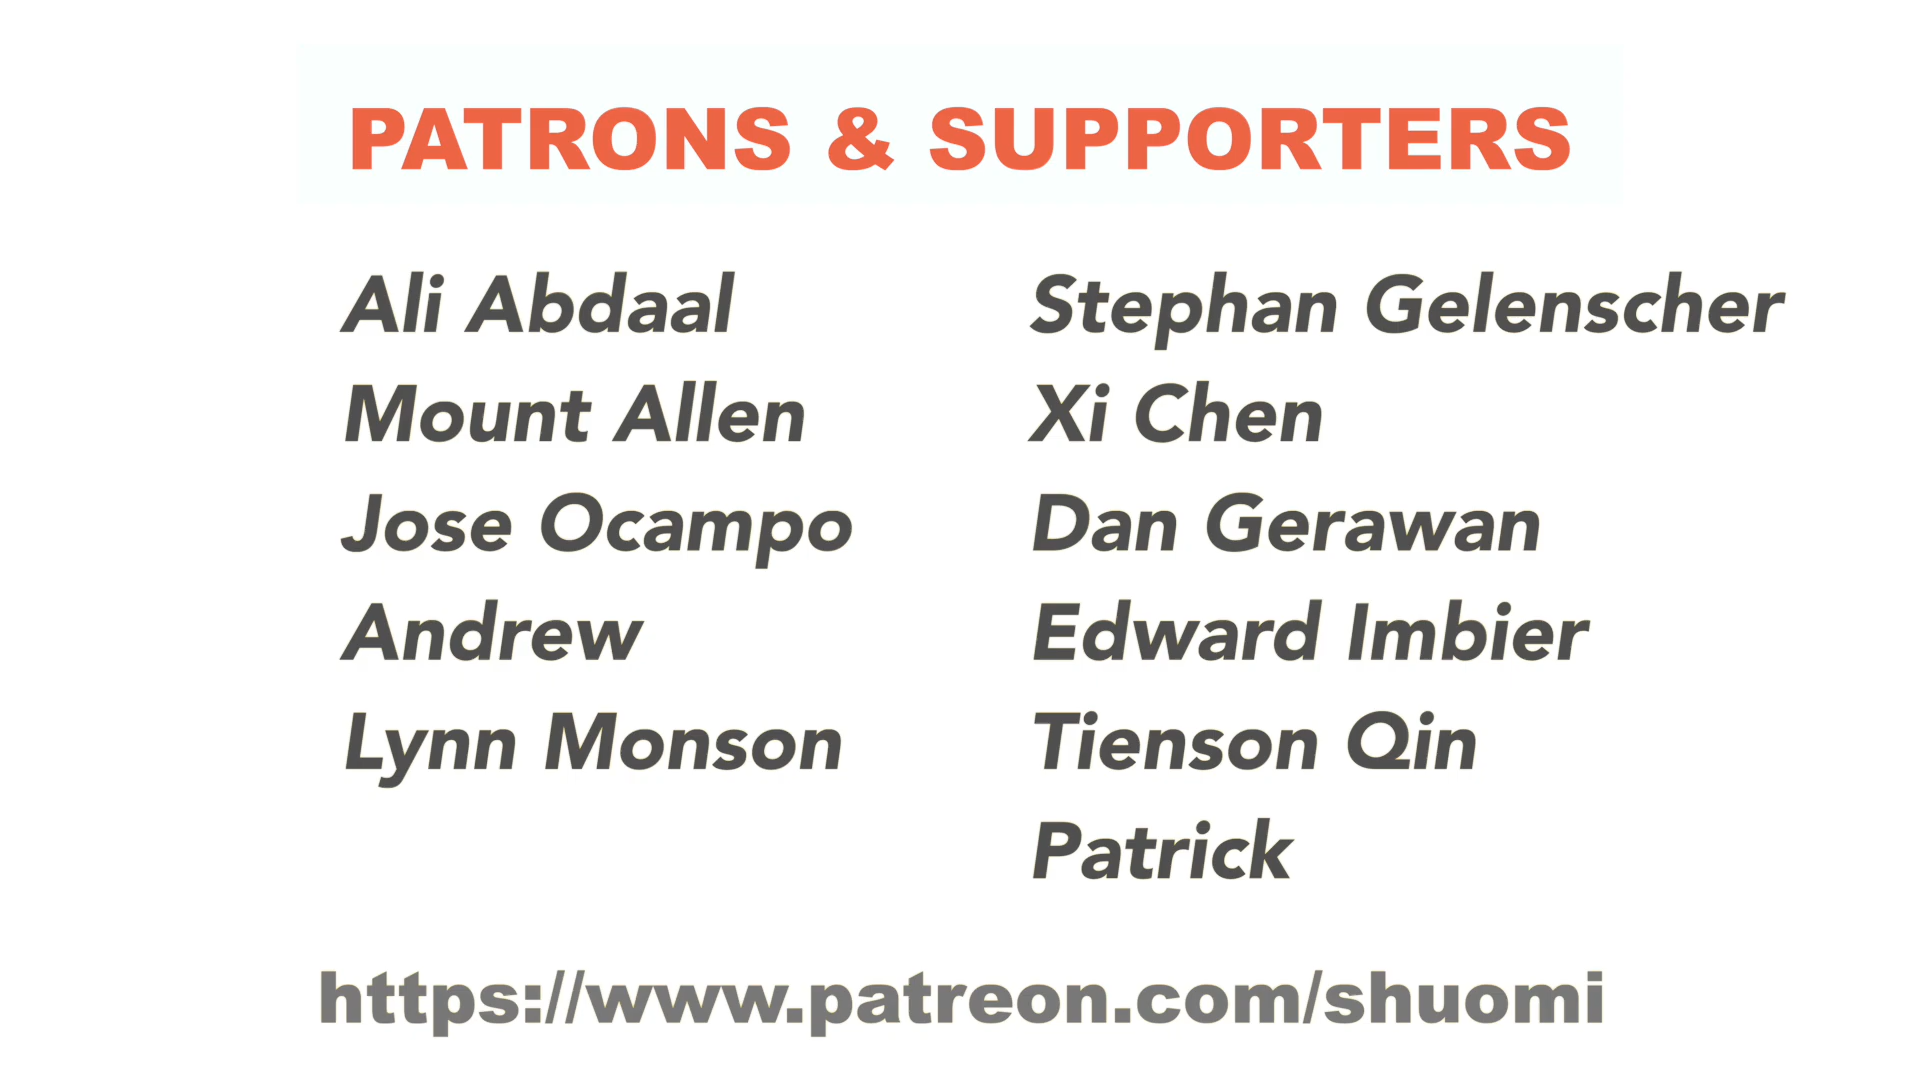 PATRONS & SUPPORTERS
Ali Abdaal
Mount Allen
Jose Ocampo
Andrew
Lynn Monson
Stephan Gelenscher
Xi Chen
Dan Gerawan
Edward Imbier
Tienson Qin
Patrick
https://www.patreon.com/shuomi